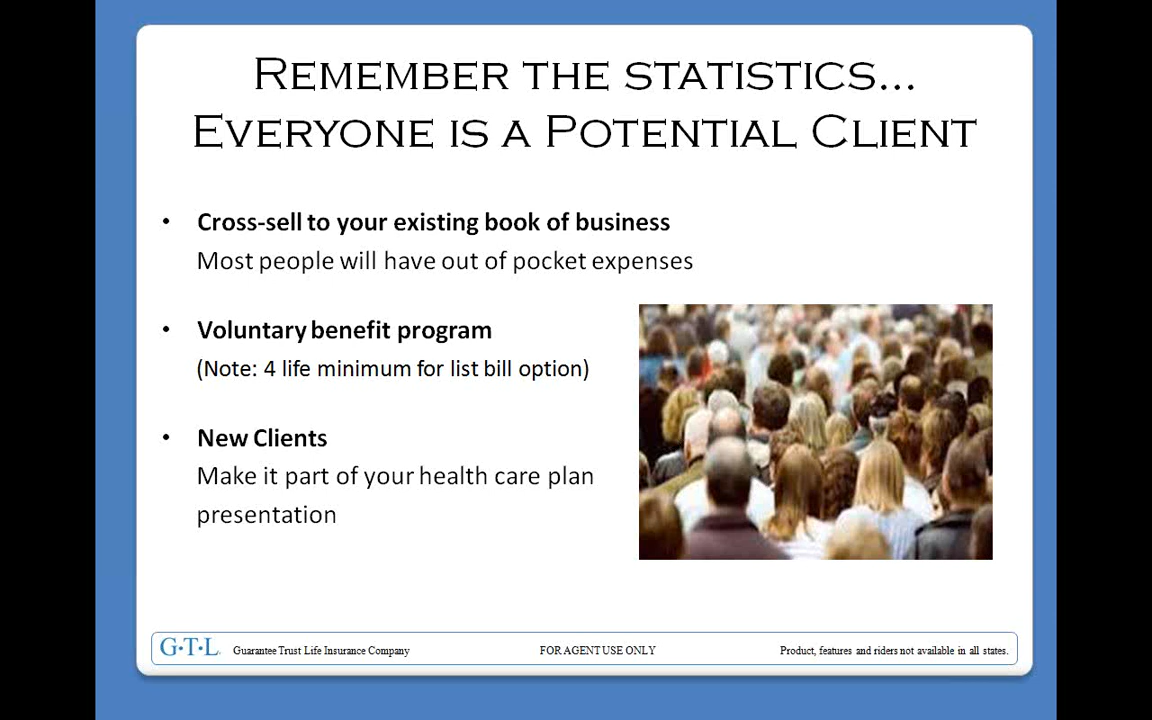 REMEMBER THE STATISTICS...
EVERYONE IS A POTENTIAL CLIENT
• Cross-sell to your existing book of business
Most people will have out of pocket expenses
• Voluntary benefit program
(Note: 4 life minimum for list bill option)
• New Clients
Make it part of your health care plan
presentation
G·T·L. Guarantee Trust Life Insurance Company FOR AGENT USE ONLY Product, features and riders not available in all states.